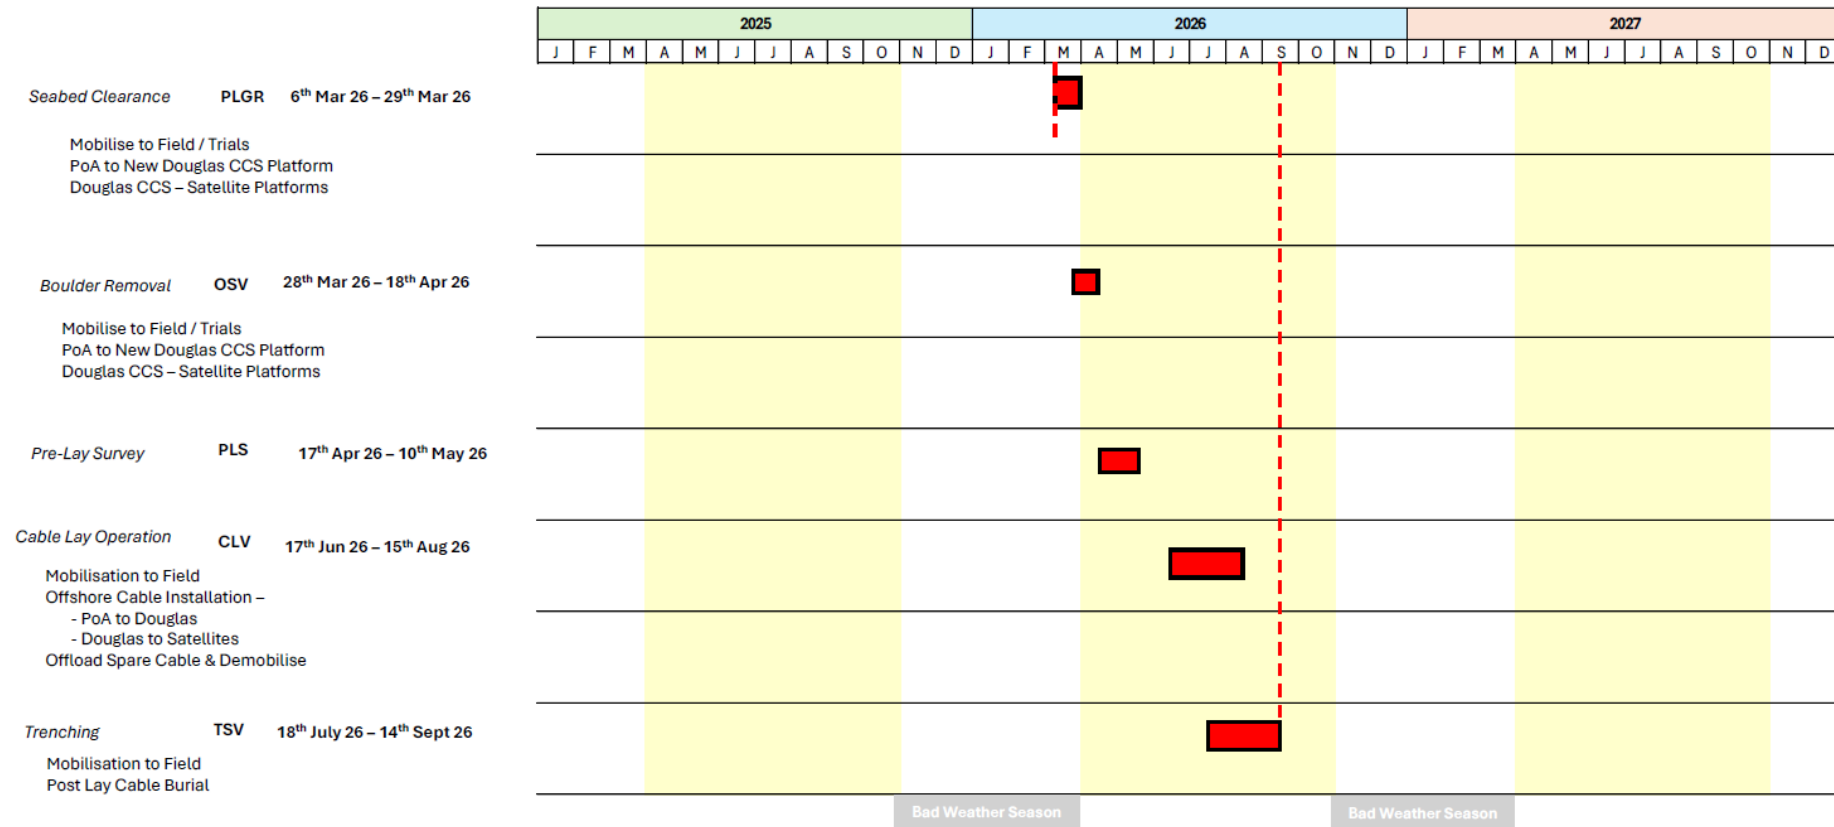 2025 2026 2027
J F M A M J J A S O N D J F M A M J J A S O N D J F M A M J J A S O N D
Seabed Clearance PLGR 6th Mar 26 – 29th Mar 26
Mobilise to Field / Trials
PoA to New Douglas CCS Platform
Douglas CCS – Satellite Platforms
Boulder Removal OSV 28th Mar 26 – 18th Apr 26
Mobilise to Field / Trials
PoA to New Douglas CCS Platform
Douglas CCS – Satellite Platforms
Pre-Lay Survey PLS 17th Apr 26 – 10th May 26
Cable Lay Operation CLV 17th Jun 26 – 15th Aug 26
Mobilisation to Field
Offshore Cable Installation –
- PoA to Douglas
- Douglas to Satellites
Offload Spare Cable & Demobilise
Trenching TSV 18th July 26 – 14th Sept 26
Mobilisation to Field
Post Lay Cable Burial
Bad Weather Season Bad Weather Season